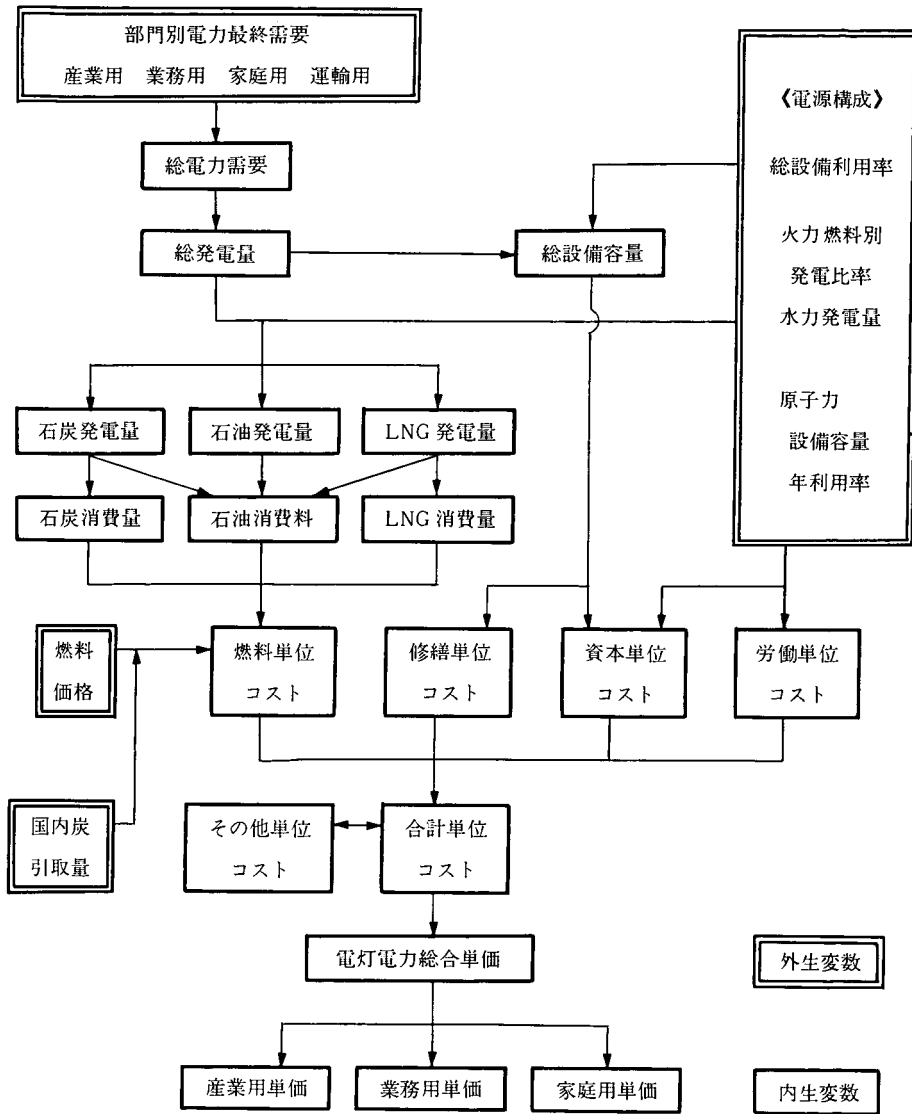 部門別電力最終需要
産業用 業務用 家庭用 運輸用
総電力需要
総発電量
総設備容量
《電源構成》
総設備利用率
火力燃料別
発電比率
水力発電量
原子力
設備容量
年利用率
石炭発電量
石油発電量
LNG発電量
石炭消費量
石油消費料
LNG消費量
燃料
価格
燃料単位
コスト
修繕単位
コスト
資本単位
コスト
労働単位
コスト
国内炭
引取量
その他単位
コスト
合計単位
コスト
電灯電力総合単価
外生変数
産業用単価
業務用単価
家庭用単価
内生変数